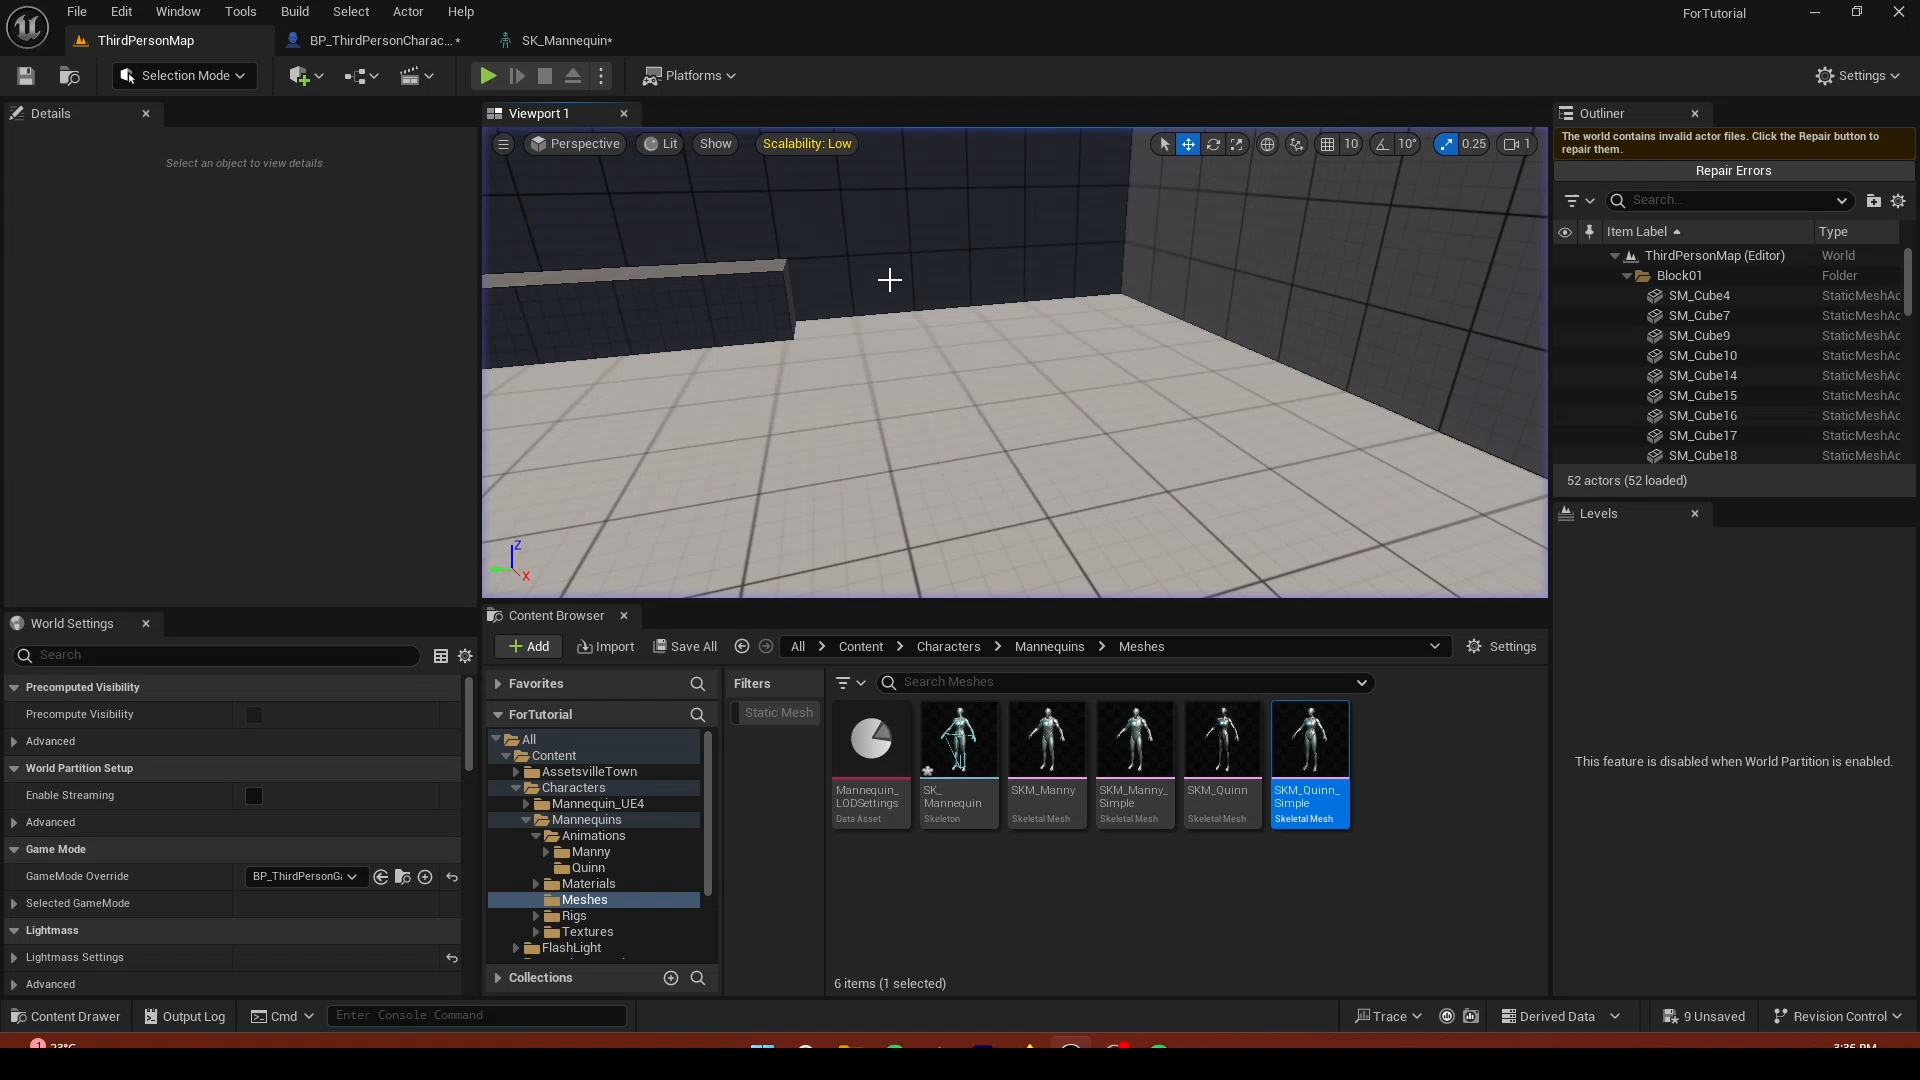 File Edit Window Tools Build Select Actor Help
ForTutorial
ThirdPersonMap
BP_ThirdPersonCharac...*
SK_Mannequin*
Selection Mode
Platforms
Settings
Details
Viewport 1
Outliner
The world contains invalid actor files. Click the Repair button to
repair them.
Repair Errors
Perspective Lit Show Scalability: Low
10 10° 0.25 1
Select an object to view details.
Search...
Item Label Type
ThirdPersonMap (Editor) World
Block01 Folder
SM_Cube4 StaticMeshAc
SM_Cube7 StaticMeshAc
SM_Cube9 StaticMeshAc
SM_Cube10 StaticMeshAc
SM_Cube14 StaticMeshAc
SM_Cube15 StaticMeshAc
SM_Cube16 StaticMeshAc
SM_Cube17 StaticMeshAc
SM_Cube18 StaticMeshAc
52 actors (52 loaded)
Levels
This feature is disabled when World Partition is enabled.
Z
X
World Settings
Search
Precomputed Visibility
Precompute Visibility
Advanced
World Partition Setup
Enable Streaming
Advanced
Game Mode
GameMode Override BP_ThirdPersonGa
Selected GameMode
Lightmass
Lightmass Settings
Advanced
Content Browser
Add Import Save All All Content Characters Mannequins Meshes Settings
Favorites
ForTutorial
All
Content
AssetsvilleTown
Characters
Mannequin_UE4
Mannequins
Animations
Manny
Quinn
Materials
Meshes
Rigs
Textures
FlashLight
Collections
Filters
Static Mesh
Search Meshes
Mannequin_
LODSettings
Data Asset
SK_
Mannequin
Skeleton
SKM_Manny
Skeletal Mesh
SKM_Manny_
Simple
Skeletal Mesh
SKM_Quinn
Skeletal Mesh
SKM_Quinn_
Simple
Skeletal Mesh
6 items (1 selected)
Content Drawer Output Log Cmd Enter Console Command
Trace Derived Data 9 Unsaved Revision Control